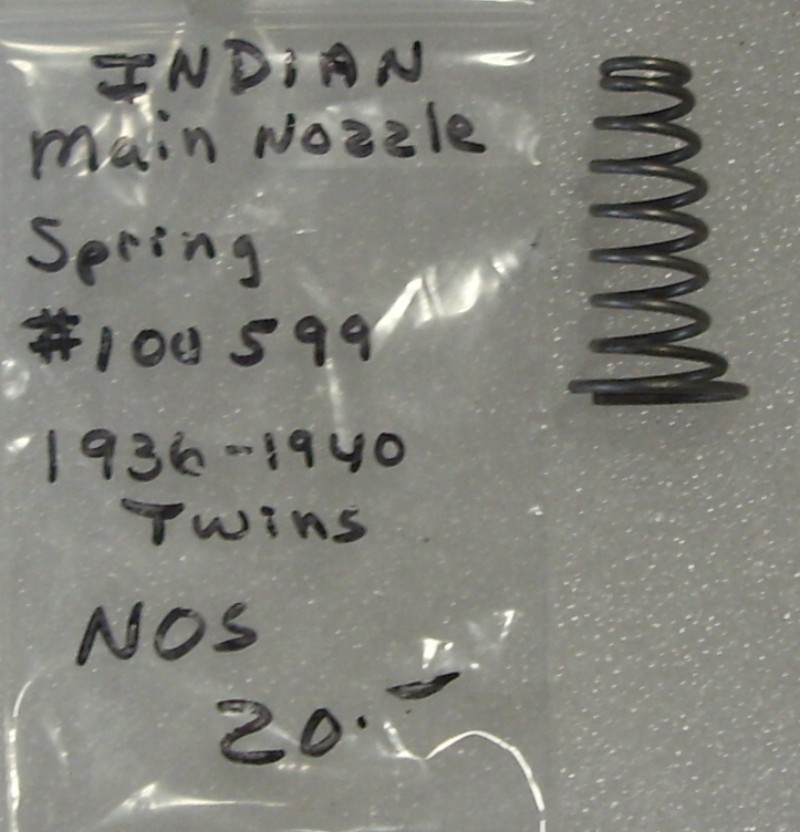 INDIAN
main Nozzle
Spring
#100599
1936-1940
Twins
NOS
20.-